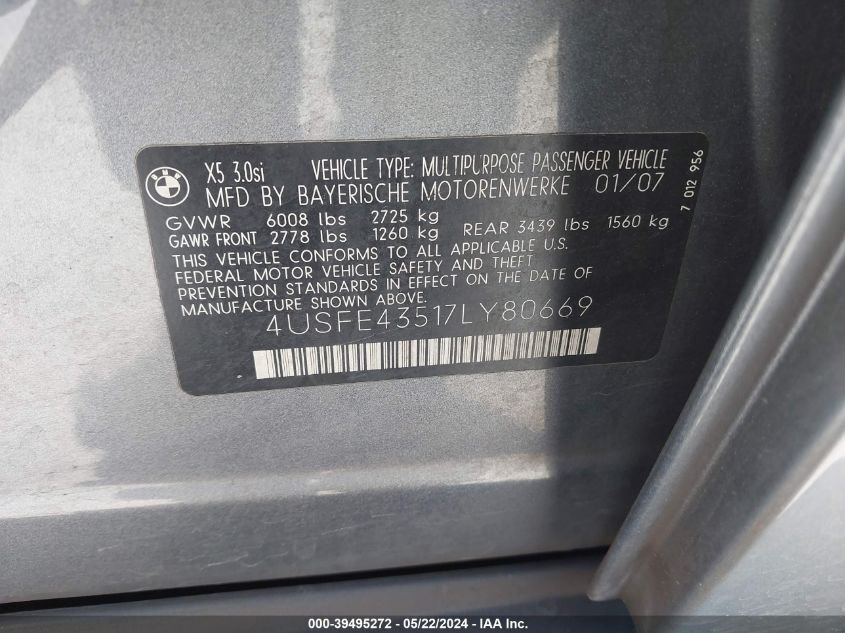 BMW
X5 3.0si VEHICLE TYPE: MULTIPURPOSE PASSENGER VEHICLE
MFD BY BAYERISCHE MOTORENWERKE 01/07
GVWR 6008 lbs 2725 kg
GAWR FRONT 2778 lbs 1260 kg REAR 3439 lbs 1560 kg
THIS VEHICLE CONFORMS TO ALL APPLICABLE U.S.
FEDERAL MOTOR VEHICLE SAFETY AND THEFT
PREVENTION STANDARDS IN EFFECT ON THE DATE OF
MANUFACTURE SHOWN ABOVE.
4USFE43517LY80669
7 012 956
000-39495272 - 05/22/2024 - IAA Inc.